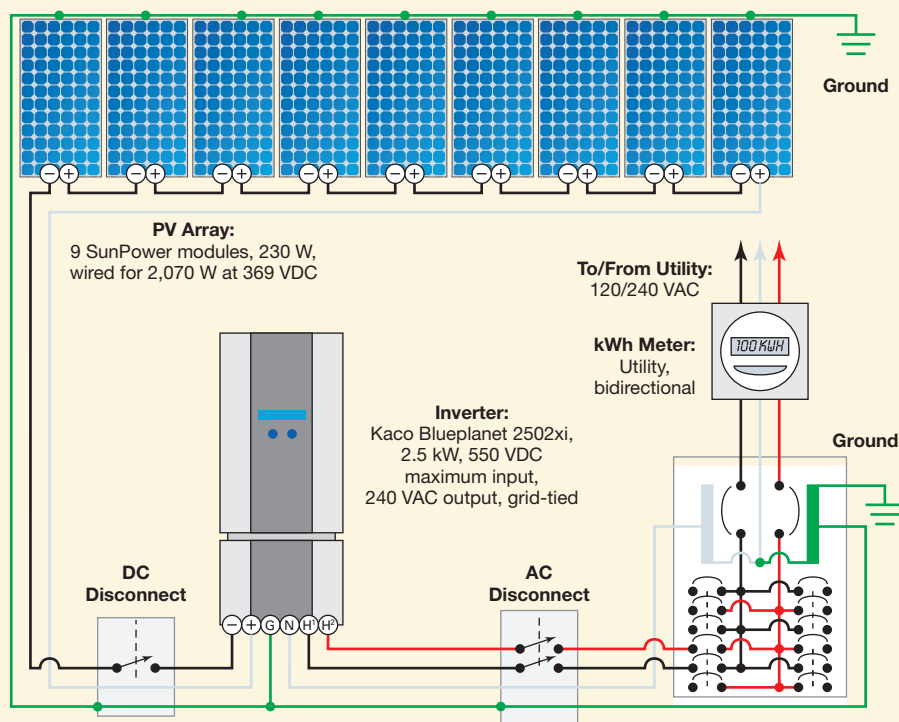 Ground
− + − + − + − + − + − + − + − + − +
PV Array:
9 SunPower modules, 230 W,
wired for 2,070 W at 369 VDC
To/From Utility:
120/240 VAC
kWh Meter:
Utility,
bidirectional
100 KWH
Inverter:
Kaco Blueplanet 2502xi,
2.5 kW, 550 VDC
maximum input,
240 VAC output, grid-tied
Ground
DC
Disconnect
AC
Disconnect
− + G N H¹ H²